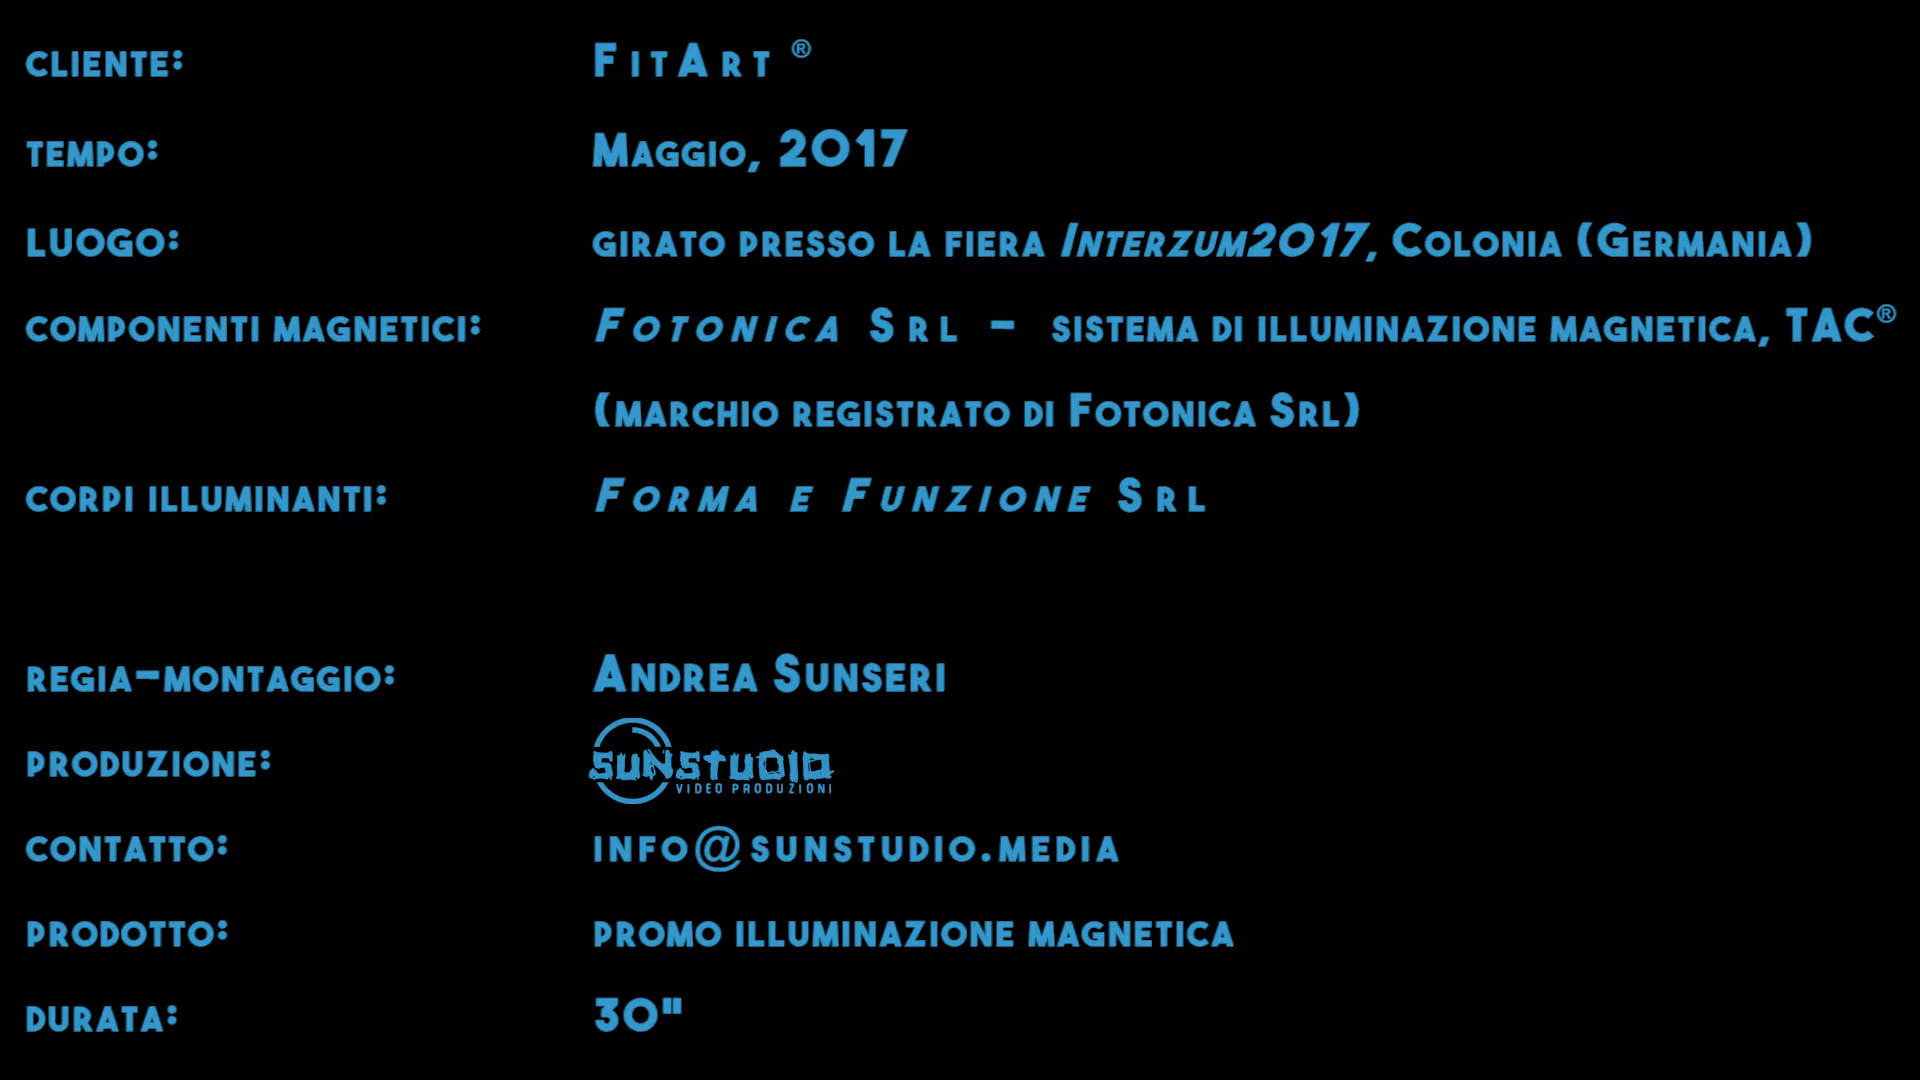 cliente: FitArt ®
tempo: Maggio, 2017
luogo: girato presso la fiera Interzum2017, Colonia (Germania)
componenti magnetici: Fotonica Srl - sistema di illuminazione magnetica, TAC®
(marchio registrato di Fotonica Srl)
corpi illuminanti: Forma e Funzione Srl
regia-montaggio: Andrea Sunseri
produzione: SUNSTUDIO
VIDEO PRODUZIONI
contatto: info@sunstudio.media
prodotto: promo illuminazione magnetica
durata: 30"